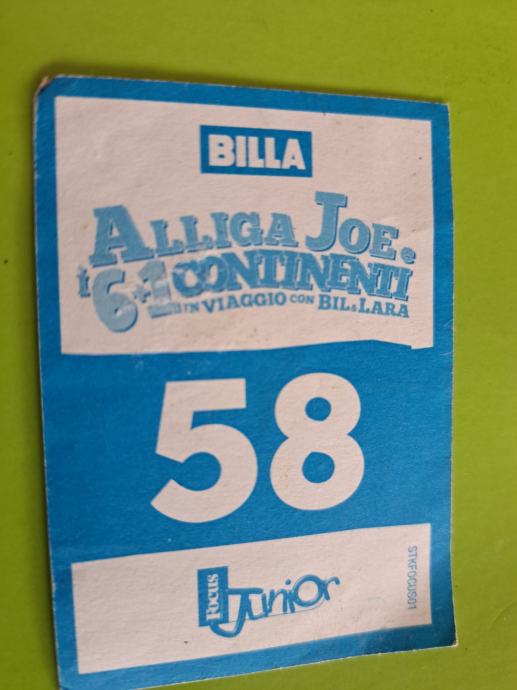 BILLA
ALLIGA JOE e
i 6+1 CONTINENTI
IN VIAGGIO CON BIL & LARA
58
Focus Junior
STKFOCUS01